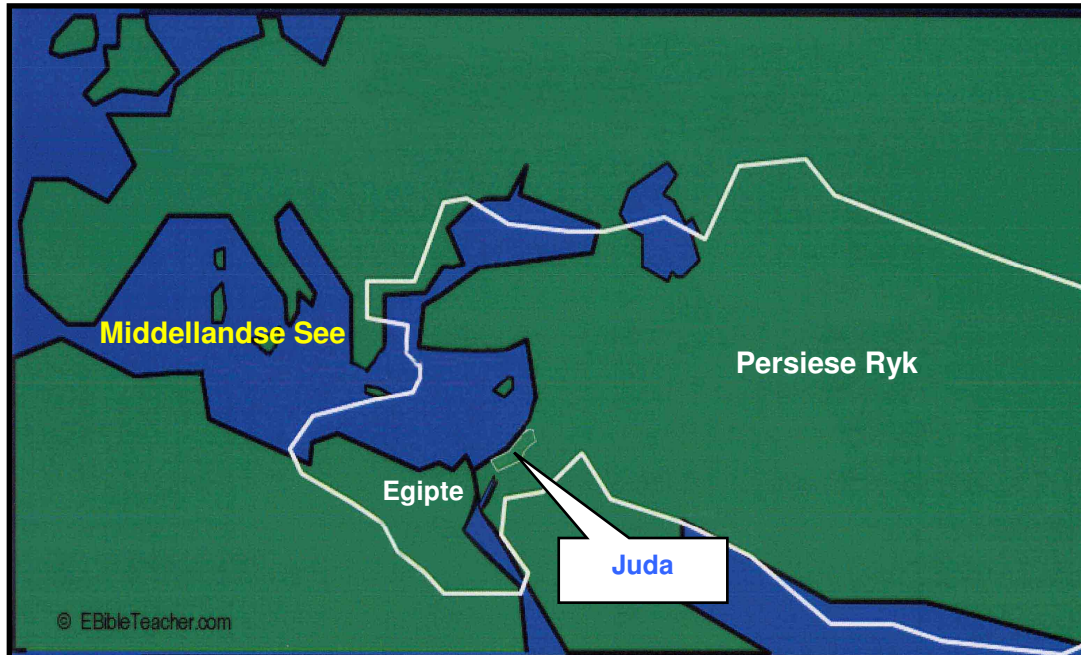 Middellandse See
Persiese Ryk
Egipte
Juda
© EBibleTeacher.com